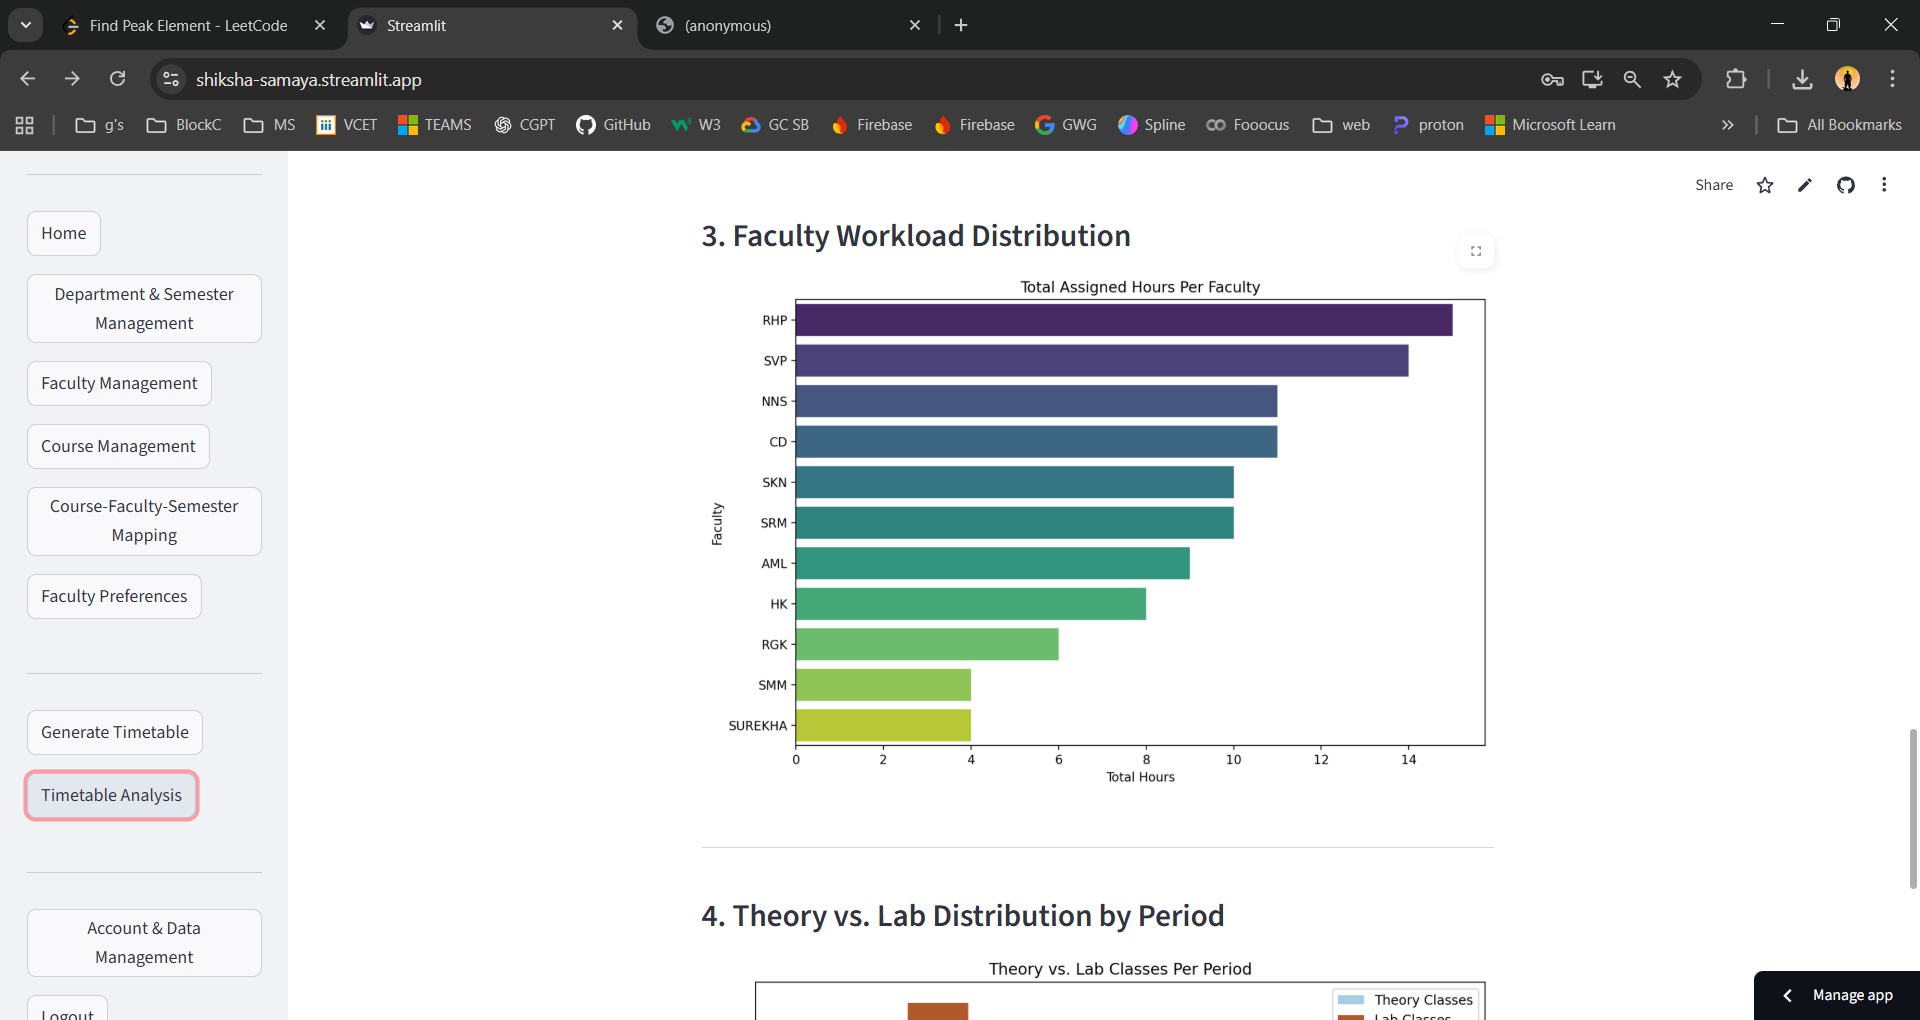 Find Peak Element - LeetCode
Streamlit
(anonymous)
shiksha-samaya.streamlit.app
g's
BlockC
MS
VCET
TEAMS
CGPT
GitHub
W3
GC SB
Firebase
Firebase
GWG
Spline
Fooocus
web
proton
Microsoft Learn
All Bookmarks
Share
Home
Department & Semester
Management
Faculty Management
Course Management
Course-Faculty-Semester
Mapping
Faculty Preferences
Generate Timetable
Timetable Analysis
Account & Data
Management
Logout
3. Faculty Workload Distribution
Total Assigned Hours Per Faculty
Faculty
RHP
SVP
NNS
CD
SKN
SRM
AML
HK
RGK
SMM
SUREKHA
0 2 4 6 8 10 12 14
Total Hours
4. Theory vs. Lab Distribution by Period
Theory vs. Lab Classes Per Period
Theory Classes
Lab Classes
Manage app